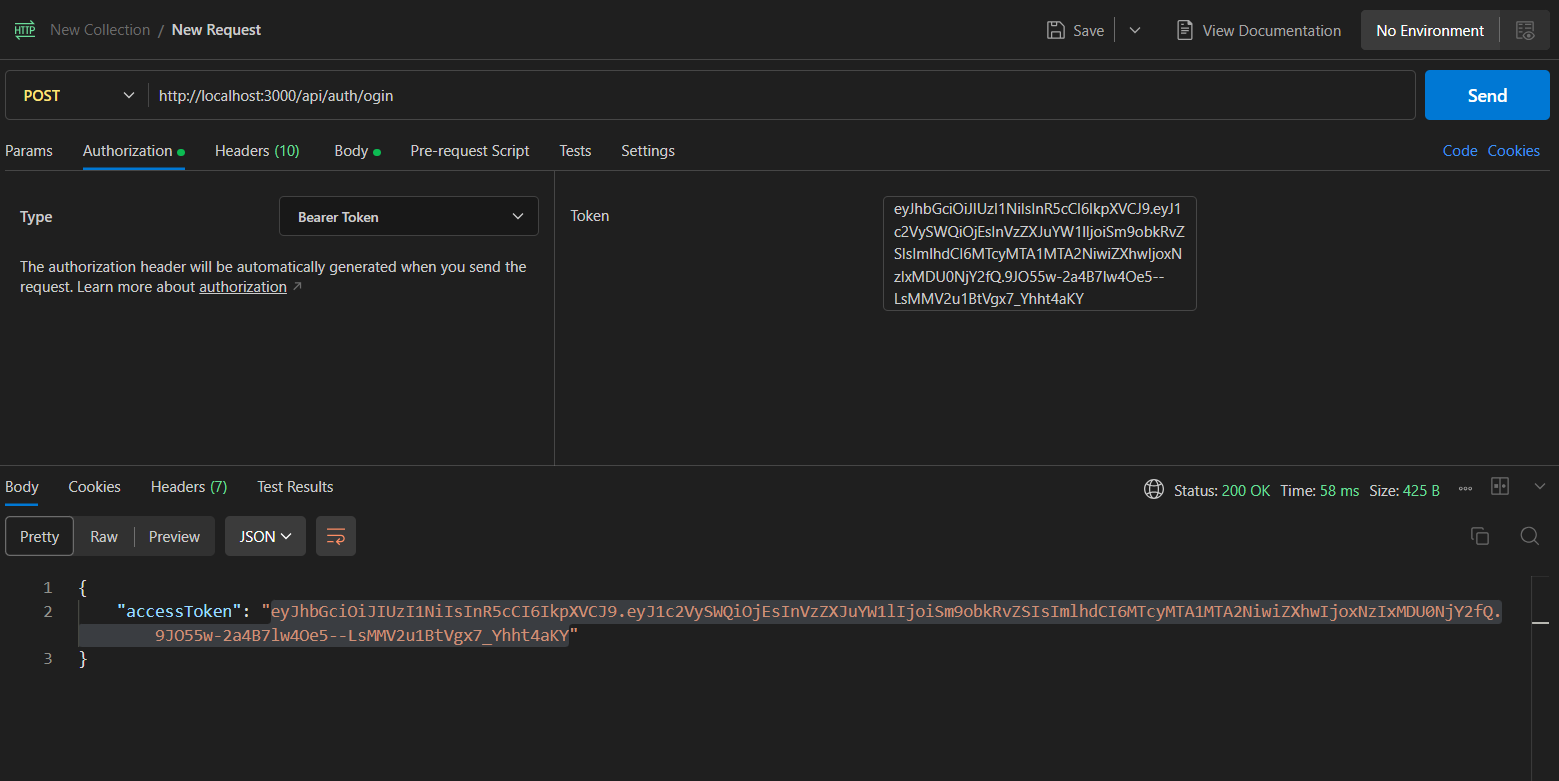 HTTP New Collection / New Request Save View Documentation No Environment
POST http://localhost:3000/api/auth/ogin Send
Params Authorization Headers (10) Body Pre-request Script Tests Settings Code Cookies
Type Bearer Token
The authorization header will be automatically generated when you send the
request. Learn more about authorization ↗
Token
eyJhbGciOiJIUzI1NiIsInR5cCI6IkpXVCJ9.eyJ1
c2VySWQiOjEsInVzZXJuYW1lIjoiSm9obkRvZ
SIsImlhdCI6MTcyMTA1MTA2NiwiZXhwIjoxN
zIxMDU0NjY2fQ.9JO55w-2a4B7lw4Oe5--
LsMMV2u1BtVgx7_Yhht4aKY
Body Cookies Headers (7) Test Results Status: 200 OK Time: 58 ms Size: 425 B
Pretty Raw Preview JSON
1 {
2 "accessToken": "eyJhbGciOiJIUzI1NiIsInR5cCI6IkpXVCJ9.eyJ1c2VySWQiOjEsInVzZXJuYW1lIjoiSm9obkRvZSIsImlhdCI6MTcyMTA1MTA2NiwiZXhwIjoxNzIxMDU0NjY2fQ.
9JO55w-2a4B7lw4Oe5--LsMMV2u1BtVgx7_Yhht4aKY"
3 }